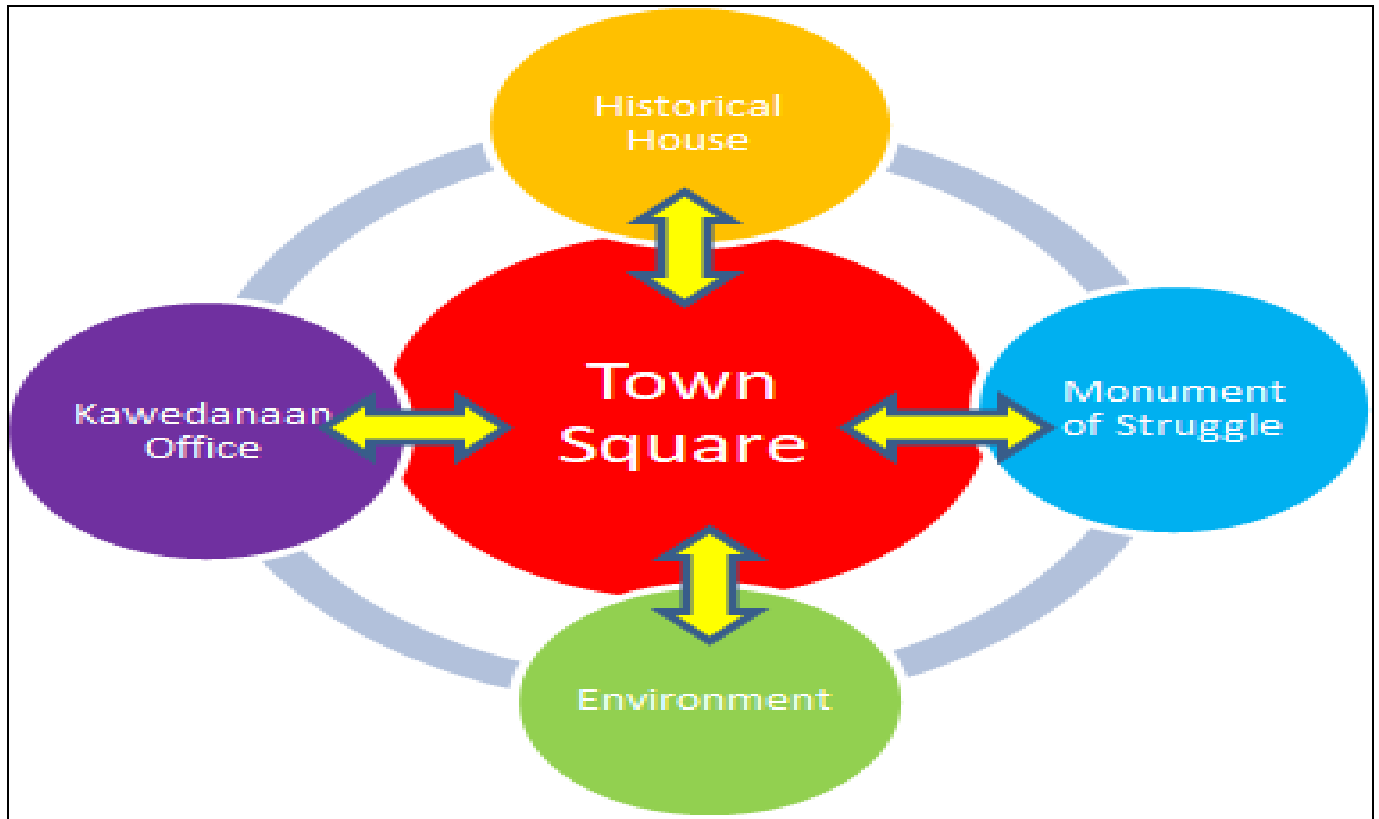 Historical
House
Kawedanaan
Office
Town
Square
Monument
of Struggle
Environment